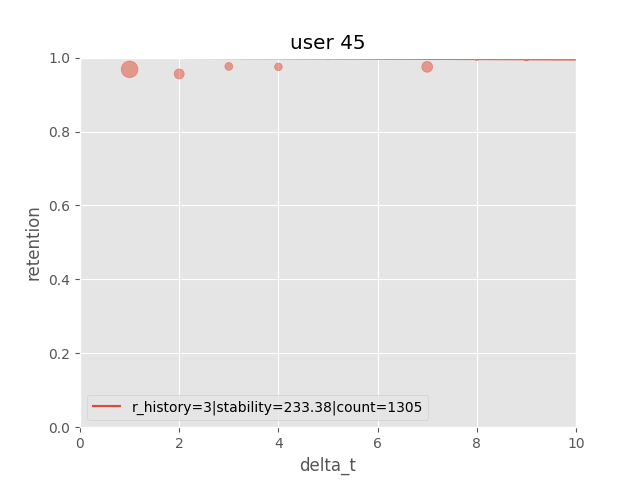 user 45
1.0
0.8
0.6
0.4
0.2
0.0
retention
r_history=3|stability=233.38|count=1305
0 2 4 6 8 10
delta_t